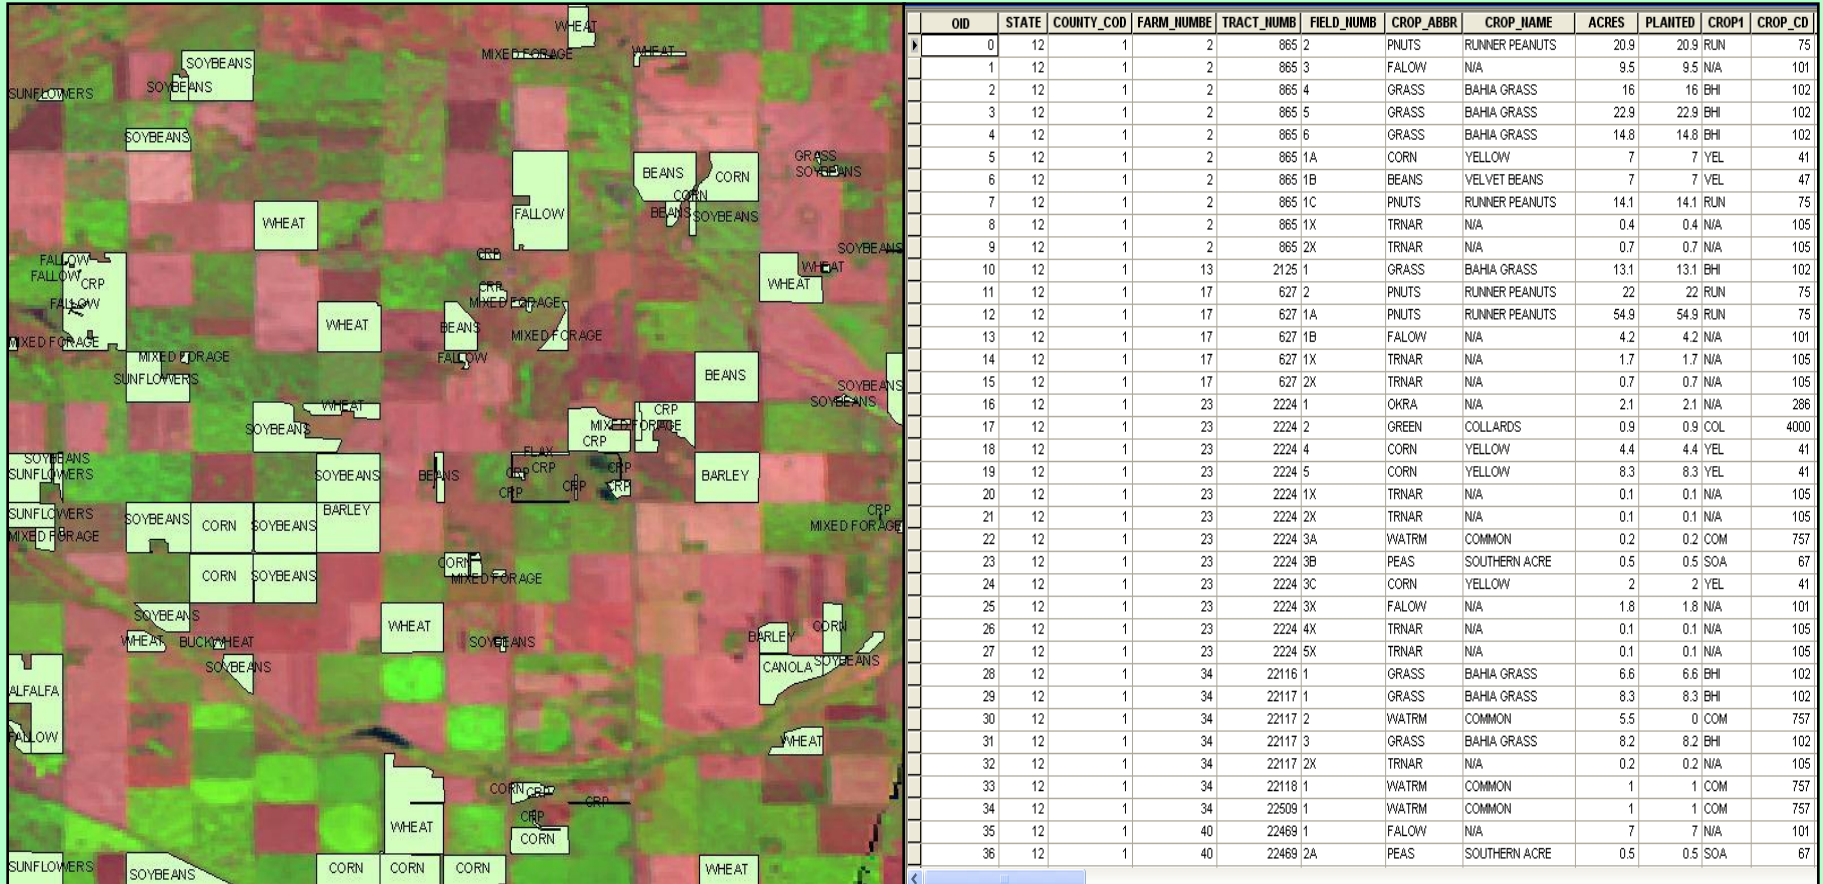 WHEAT
MIXED FORAGE
WHEAT
SOYBEANS
SOYBEANS
SUNFLOWERS
SOYBEANS
GRASS
SOYBEANS
BEANS
CORN
CORN
BEANS
SOYBEANS
FALLOW
WHEAT
SOYBEANS
CRP
FALLOW
FALLOW
CRP
WHEAT
WHEAT
CRP
MIXED FORAGE
FALLOW
WHEAT
BEANS
MIXED FORAGE
MIXED FORAGE
MIXED FORAGE
FALLOW
SUNFLOWERS
BEANS
SOYBEANS
SOYBEANS
WHEAT
CRP
MIXED FORAGE
SOYBEANS
CRP
FLAX
SOYBEANS
SUNFLOWERS
SOYBEANS
BEANS
CRP
CRP
CRP
CRP
CRP
CRP
BARLEY
SUNFLOWERS
BARLEY
SOYBEANS
CORN
SOYBEANS
CRP
MIXED FORAGE
MIXED FORAGE
CORN
MIXED FORAGE
CORN
SOYBEANS
SOYBEANS
WHEAT
CORN
WHEAT
BUCKWHEAT
SOYBEANS
BARLEY
SOYBEANS
CANOLA
SOYBEANS
ALFALFA
FALLOW
WHEAT
CORN
CRP
CRP
CRP
WHEAT
CORN
SUNFLOWERS
SOYBEANS
CORN
CORN
CORN
WHEAT
OID STATE COUNTY_COD FARM_NUMBE TRACT_NUMB FIELD_NUMB CROP_ABBR CROP_NAME ACRES PLANTED CROP1 CROP_CD
0 12 1 2 865 2 PNUTS RUNNER PEANUTS 20.9 20.9 RUN 75
1 12 1 2 865 3 FALOW N/A 9.5 9.5 N/A 101
2 12 1 2 865 4 GRASS BAHIA GRASS 16 16 BHI 102
3 12 1 2 865 5 GRASS BAHIA GRASS 22.9 22.9 BHI 102
4 12 1 2 865 6 GRASS BAHIA GRASS 14.8 14.8 BHI 102
5 12 1 2 865 1A CORN YELLOW 7 7 YEL 41
6 12 1 2 865 1B BEANS VELVET BEANS 7 7 VEL 47
7 12 1 2 865 1C PNUTS RUNNER PEANUTS 14.1 14.1 RUN 75
8 12 1 2 865 1X TRNAR N/A 0.4 0.4 N/A 105
9 12 1 2 865 2X TRNAR N/A 0.7 0.7 N/A 105
10 12 1 13 2125 1 GRASS BAHIA GRASS 13.1 13.1 BHI 102
11 12 1 17 627 2 PNUTS RUNNER PEANUTS 22 22 RUN 75
12 12 1 17 627 1A PNUTS RUNNER PEANUTS 54.9 54.9 RUN 75
13 12 1 17 627 1B FALOW N/A 4.2 4.2 N/A 101
14 12 1 17 627 1X TRNAR N/A 1.7 1.7 N/A 105
15 12 1 17 627 2X TRNAR N/A 0.7 0.7 N/A 105
16 12 1 23 2224 1 OKRA N/A 2.1 2.1 N/A 286
17 12 1 23 2224 2 GREEN COLLARDS 0.9 0.9 COL 4000
18 12 1 23 2224 4 CORN YELLOW 4.4 4.4 YEL 41
19 12 1 23 2224 5 CORN YELLOW 8.3 8.3 YEL 41
20 12 1 23 2224 1X TRNAR N/A 0.1 0.1 N/A 105
21 12 1 23 2224 2X TRNAR N/A 0.1 0.1 N/A 105
22 12 1 23 2224 3A WATRM COMMON 0.2 0.2 COM 757
23 12 1 23 2224 3B PEAS SOUTHERN ACRE 0.5 0.5 SOA 67
24 12 1 23 2224 3C CORN YELLOW 2 2 YEL 41
25 12 1 23 2224 3X FALOW N/A 1.8 1.8 N/A 101
26 12 1 23 2224 4X TRNAR N/A 0.1 0.1 N/A 105
27 12 1 23 2224 5X TRNAR N/A 0.1 0.1 N/A 105
28 12 1 34 22116 1 GRASS BAHIA GRASS 6.6 6.6 BHI 102
29 12 1 34 22117 1 GRASS BAHIA GRASS 8.3 8.3 BHI 102
30 12 1 34 22117 2 WATRM COMMON 5.5 0 COM 757
31 12 1 34 22117 3 GRASS BAHIA GRASS 8.2 8.2 BHI 102
32 12 1 34 22117 2X TRNAR N/A 0.2 0.2 N/A 105
33 12 1 34 22118 1 WATRM COMMON 1 1 COM 757
34 12 1 34 22509 1 WATRM COMMON 1 1 COM 757
35 12 1 40 22469 1 FALOW N/A 7 7 N/A 101
36 12 1 40 22469 2A PEAS SOUTHERN ACRE 0.5 0.5 SOA 67